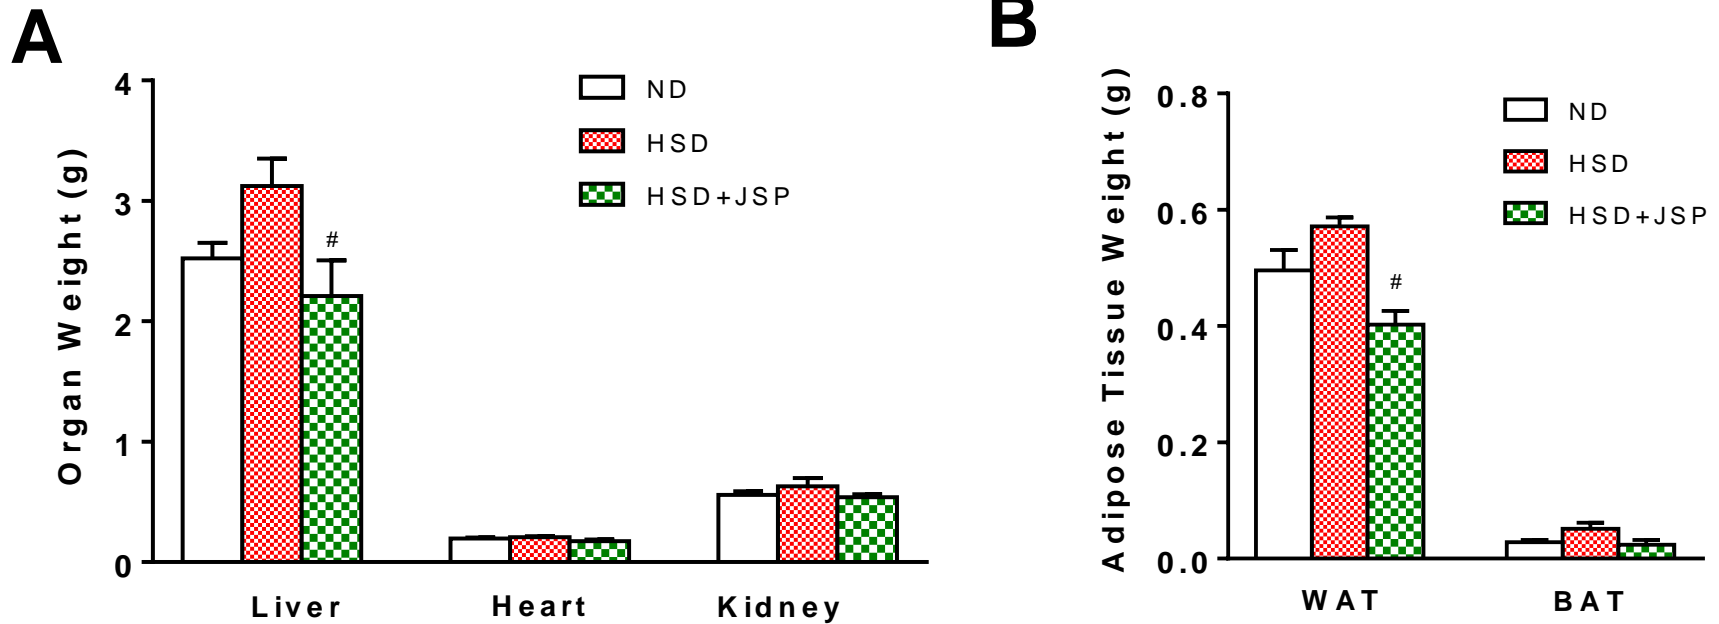 A
Organ Weight (g)
4
3
2
1
0
ND
HSD
HSD+JSP
#
Liver Heart Kidney
B
Adipose Tissue Weight (g)
0.8
0.6
0.4
0.2
0.0
ND
HSD
HSD+JSP
#
WAT BAT